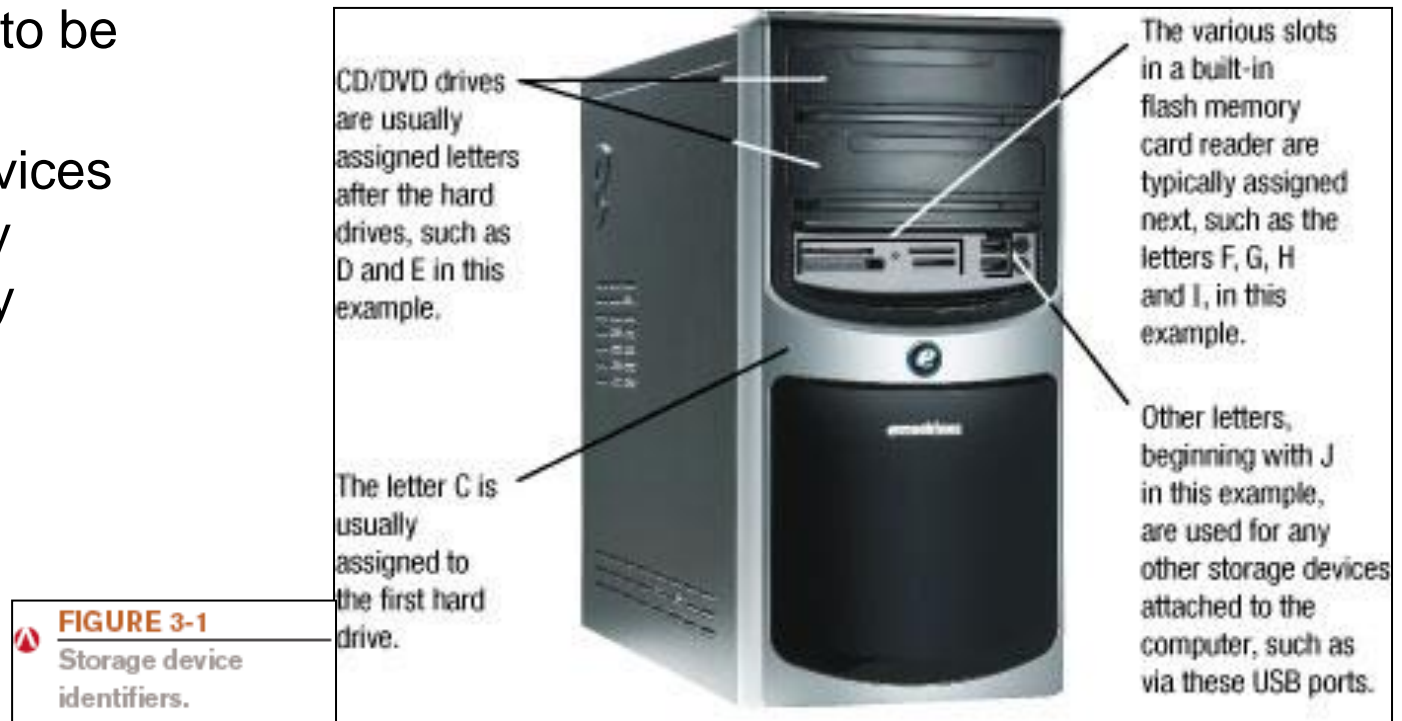 to be
vices
y
y
CD/DVD drives
are usually
assigned letters
after the hard
drives, such as
D and E in this
example.
The letter C is
usually
assigned to
the first hard
drive.
The various slots
in a built-in
flash memory
card reader are
typically assigned
next, such as the
letters F, G, H
and I, in this
example.
Other letters,
beginning with J
in this example,
are used for any
other storage devices
attached to the
computer, such as
via these USB ports.
e
FIGURE 3-1
Storage device
identifiers.